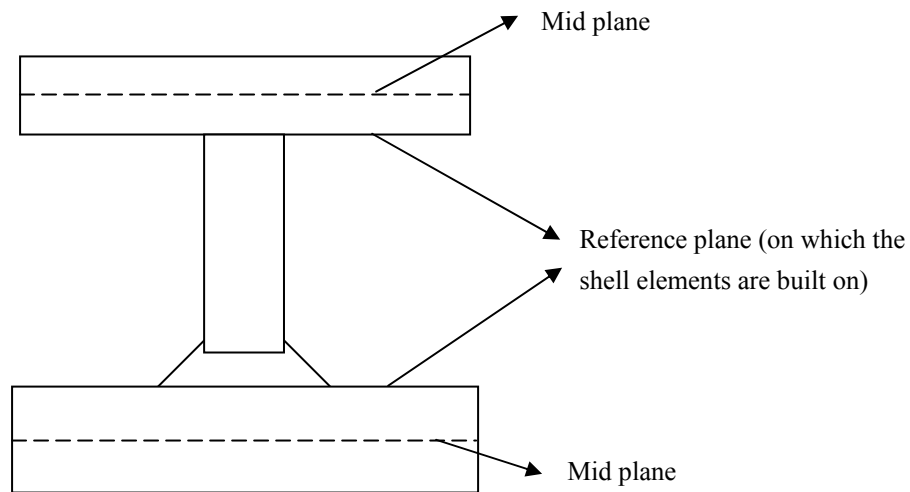 Mid plane
Reference plane (on which the
shell elements are built on)
Mid plane